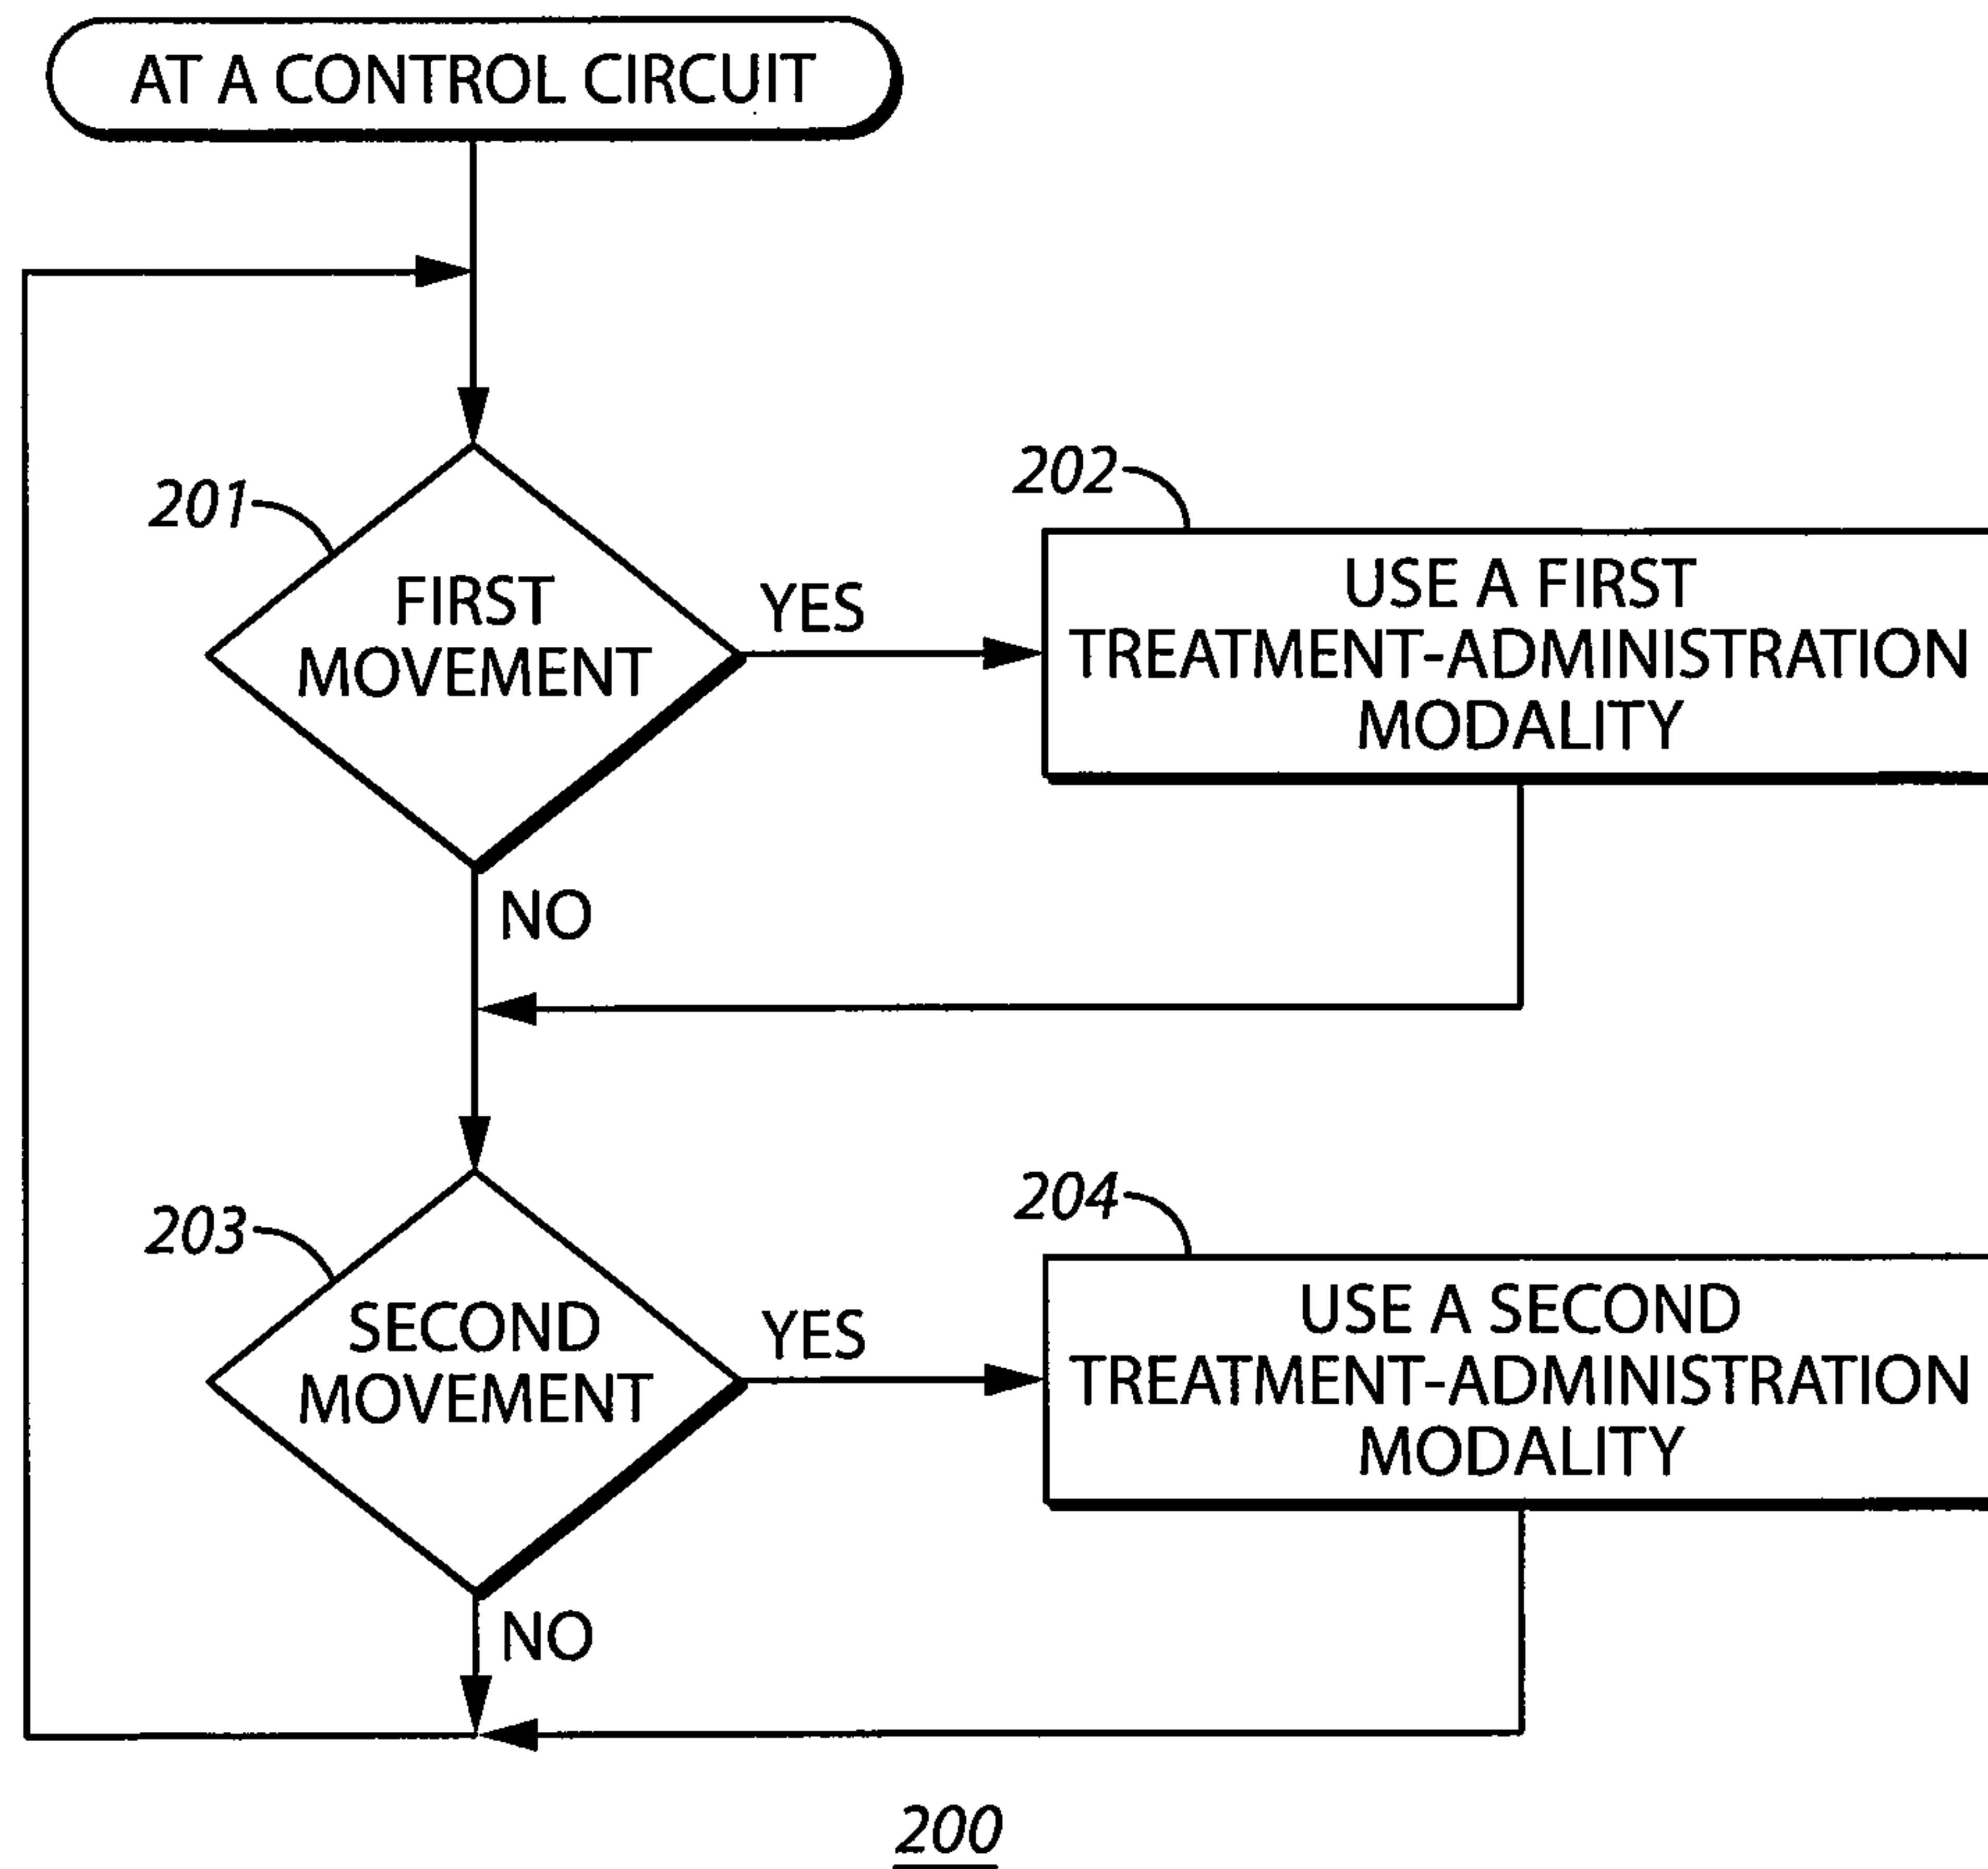 AT A CONTROL CIRCUIT
201
FIRST
MOVEMENT
YES
202
USE A FIRST
TREATMENT-ADMINISTRATION
MODALITY
NO
203
SECOND
MOVEMENT
YES
204
USE A SECOND
TREATMENT-ADMINISTRATION
MODALITY
NO
200